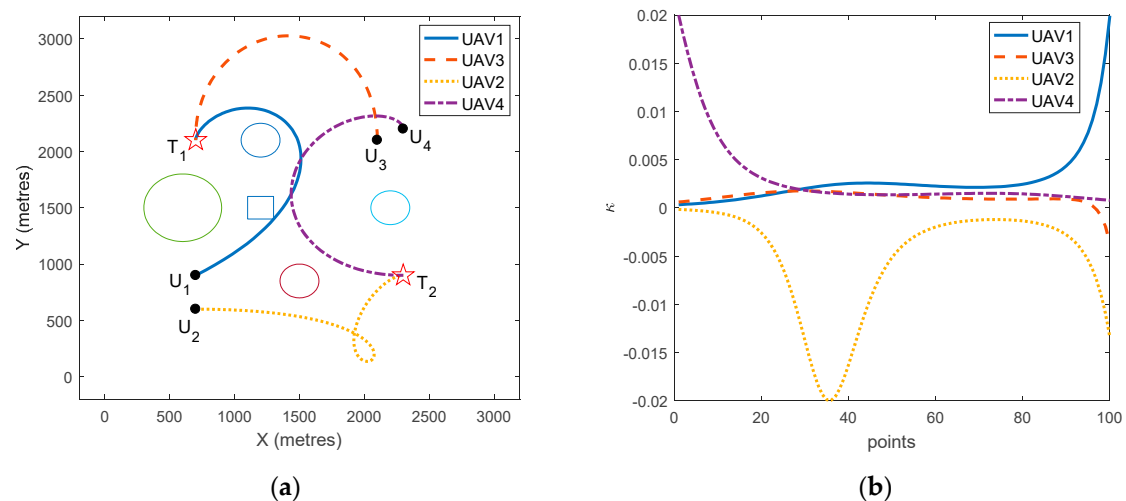 3000
2500
2000
1500
1000
500
0
Y (metres)
0 500 1000 1500 2000 2500 3000
X (metres)
UAV1
UAV3
UAV2
UAV4
T1
U3
U4
U1
U2
T2
(a)
0.02
0.015
0.01
0.005
0
-0.005
-0.01
-0.015
-0.02
κ
0 20 40 60 80 100
points
UAV1
UAV3
UAV2
UAV4
(b)